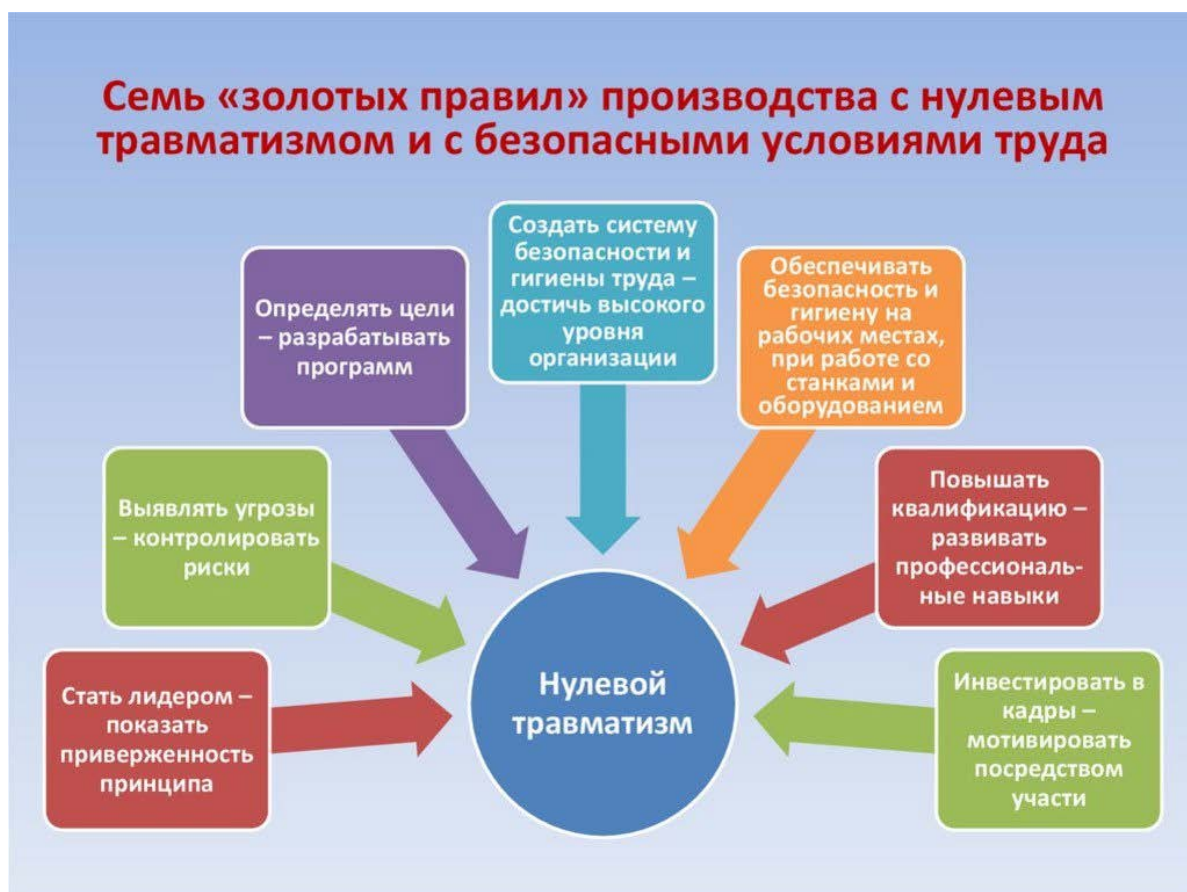 Семь «золотых правил» производства с нулевым
травматизмом и с безопасными условиями труда
Стать лидером –
показать
приверженность
принципа
Выявлять угрозы
– контролировать
риски
Определять цели
– разрабатывать
программ
Создать систему
безопасности и
гигиены труда –
достичь высокого
уровня
организации
Обеспечивать
безопасность и
гигиену на
рабочих местах,
при работе со
станками и
оборудованием
Повышать
квалификацию –
развивать
профессиональ-
ные навыки
Инвестировать в
кадры –
мотивировать
посредством
участи
Нулевой
травматизм